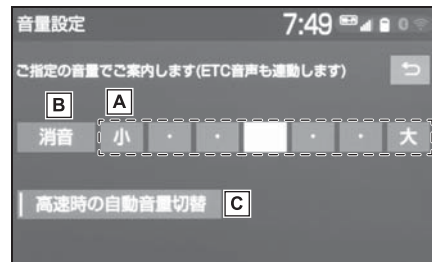 音量設定 7:49 0
ご指定の音量でご案内します(ETC音声も連動します)
B A
消音 小 ・ ・ ・ ・ 大
高速時の自動音量切替 C